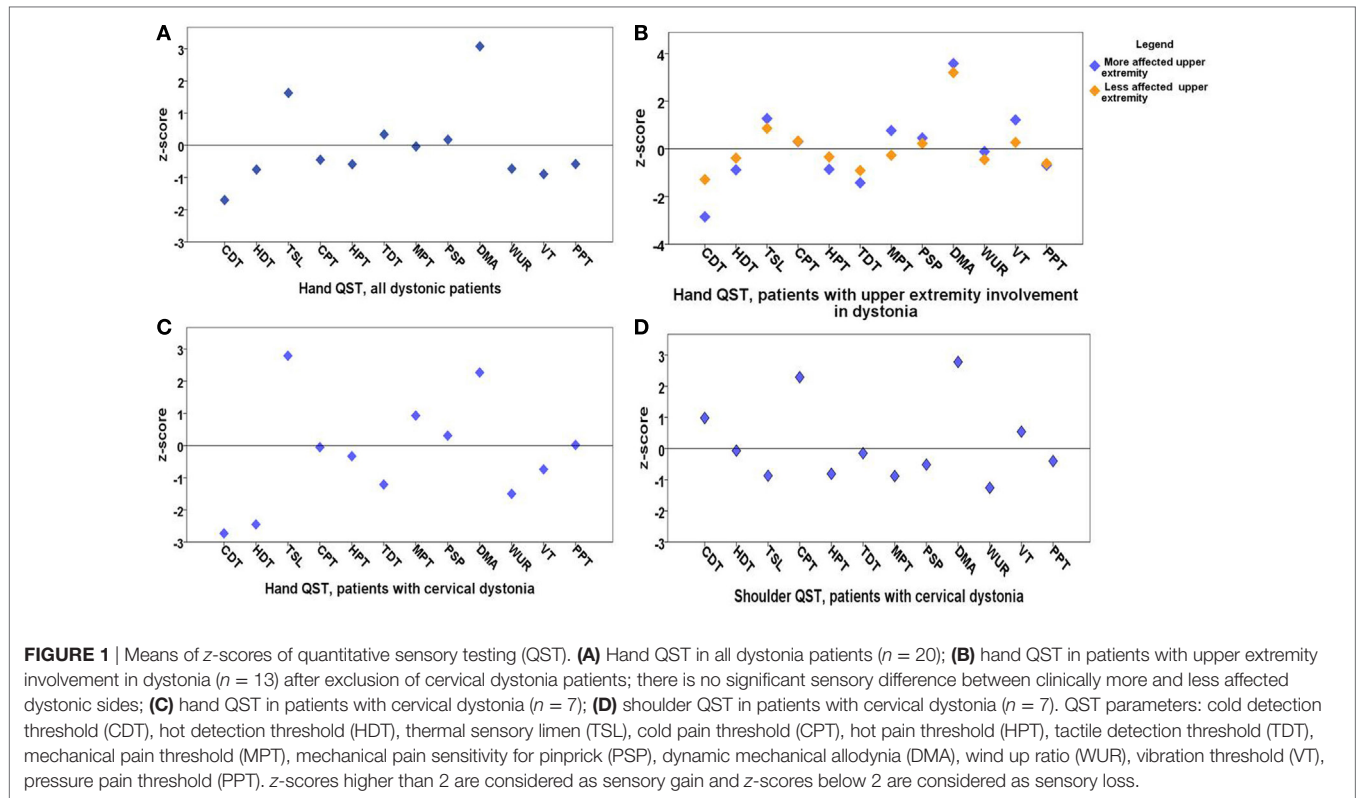 A
z-score
3
2
1
0
-1
-2
-3
CDT HDT TSL CPT HPT TDT MPT PSP DMA WUR VT PPT
Hand QST, all dystonic patients
B
z-score
4
2
0
-2
-4
CDT HDT TSL CPT HPT TDT MPT PSP DMA WUR VT PPT
Hand QST, patients with upper extremity involvement
in dystonia
Legend
More affected upper
extremity
Less affected upper
extremity
C
z-score
3
2
1
0
-1
-2
-3
CDT HDT TSL CPT HPT TDT MPT PSP DMA WUR VT PPT
Hand QST, patients with cervical dystonia
D
z-score
3
2
1
0
-1
-2
-3
CDT HDT TSL CPT HPT TDT MPT PSP DMA WUR VT PPT
Shoulder QST, patients with cervical dystonia
FIGURE 1 | Means of z-scores of quantitative sensory testing (QST). (A) Hand QST in all dystonia patients (n = 20); (B) hand QST in patients with upper extremity
involvement in dystonia (n = 13) after exclusion of cervical dystonia patients; there is no significant sensory difference between clinically more and less affected
dystonic sides; (C) hand QST in patients with cervical dystonia (n = 7); (D) shoulder QST in patients with cervical dystonia (n = 7). QST parameters: cold detection
threshold (CDT), hot detection threshold (HDT), thermal sensory limen (TSL), cold pain threshold (CPT), hot pain threshold (HPT), tactile detection threshold (TDT),
mechanical pain threshold (MPT), mechanical pain sensitivity for pinprick (PSP), dynamic mechanical allodynia (DMA), wind up ratio (WUR), vibration threshold (VT),
pressure pain threshold (PPT). z-scores higher than 2 are considered as sensory gain and z-scores below 2 are considered as sensory loss.